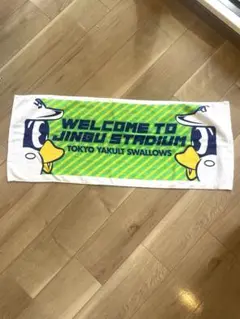 WELCOME TO
JINGU STADIUM
TOKYO YAKULT SWALLOWS